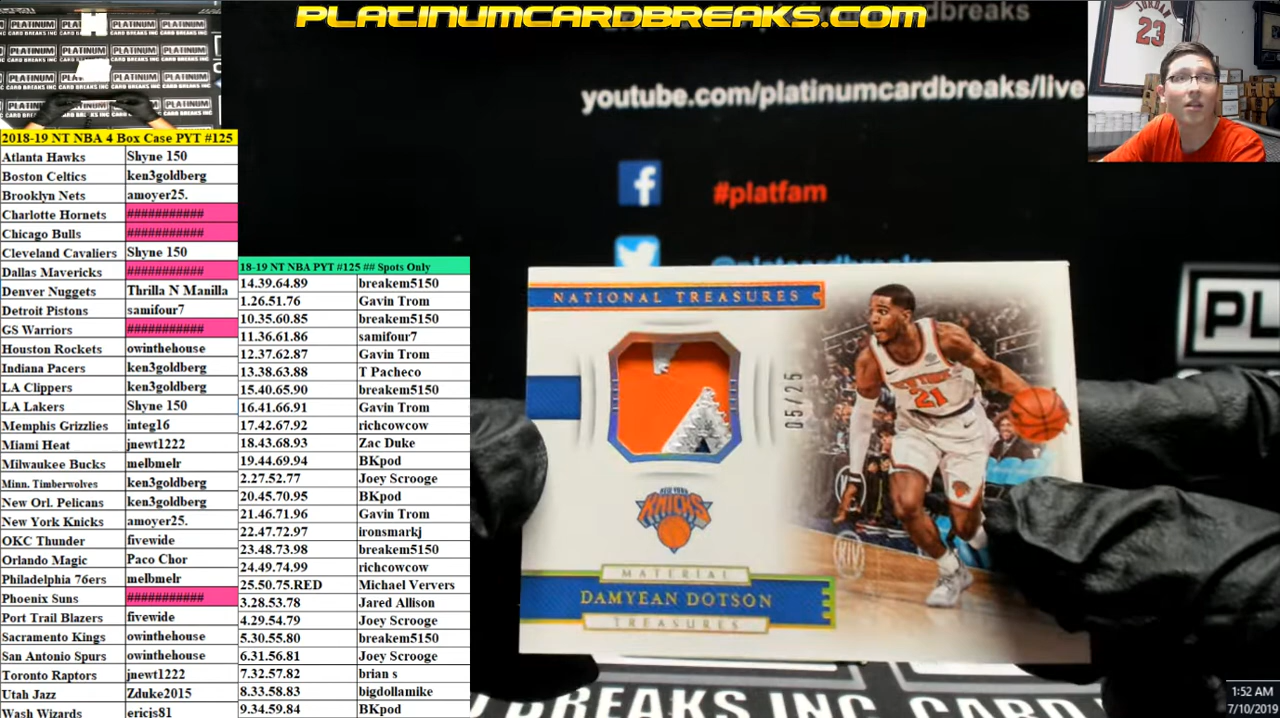 PLATINUMCARDBREAKS.COM
youtube.com/platinumcardbreaks/live
#platfam
JORDAN
23
PLATINUM
CARD BREAKS INC
2018-19 NT NBA 4 Box Case PYT #125
Atlanta Hawks Shyne 150
Boston Celtics ken3goldberg
Brooklyn Nets amoyer25.
Charlotte Hornets ###########
Chicago Bulls ###########
Cleveland Cavaliers Shyne 150
Dallas Mavericks ###########
Denver Nuggets Thrilla N Manilla
Detroit Pistons samifour7
GS Warriors ###########
Houston Rockets owinthehouse
Indiana Pacers ken3goldberg
LA Clippers ken3goldberg
LA Lakers Shyne 150
Memphis Grizzlies integ16
Miami Heat jnewt1222
Milwaukee Bucks melbmelr
Minn. Timberwolves ken3goldberg
New Orl. Pelicans ken3goldberg
New York Knicks amoyer25.
OKC Thunder fivewide
Orlando Magic Paco Chor
Philadelphia 76ers melbmelr
Phoenix Suns ###########
Port Trail Blazers fivewide
Sacramento Kings owinthehouse
San Antonio Spurs owinthehouse
Toronto Raptors jnewt1222
Utah Jazz Zduke2015
Wash Wizards ericjs81
18-19 NT NBA PYT #125 ## Spots Only
14.39.64.89 breakem5150
1.26.51.76 Gavin Trom
10.35.60.85 breakem5150
11.36.61.86 samifour7
12.37.62.87 Gavin Trom
13.38.63.88 T Pacheco
15.40.65.90 breakem5150
16.41.66.91 Gavin Trom
17.42.67.92 richcowcow
18.43.68.93 Zac Duke
19.44.69.94 BKpod
2.27.52.77 Joey Scrooge
20.45.70.95 BKpod
21.46.71.96 Gavin Trom
22.47.72.97 ironsmarkj
23.48.73.98 breakem5150
24.49.74.99 richcowcow
25.50.75.RED Michael Ververs
3.28.53.78 Jared Allison
4.29.54.79 Joey Scrooge
5.30.55.80 breakem5150
6.31.56.81 Joey Scrooge
7.32.57.82 brian s
8.33.58.83 bigdollamike
9.34.59.84 BKpod
NATIONAL TREASURES
05/25
NEW YORK
21
NEW YORK
KNICKS
MATERIAL
DAMYEAN DOTSON
TREASURES
BREAKS INC
1:52 AM
7/10/2019